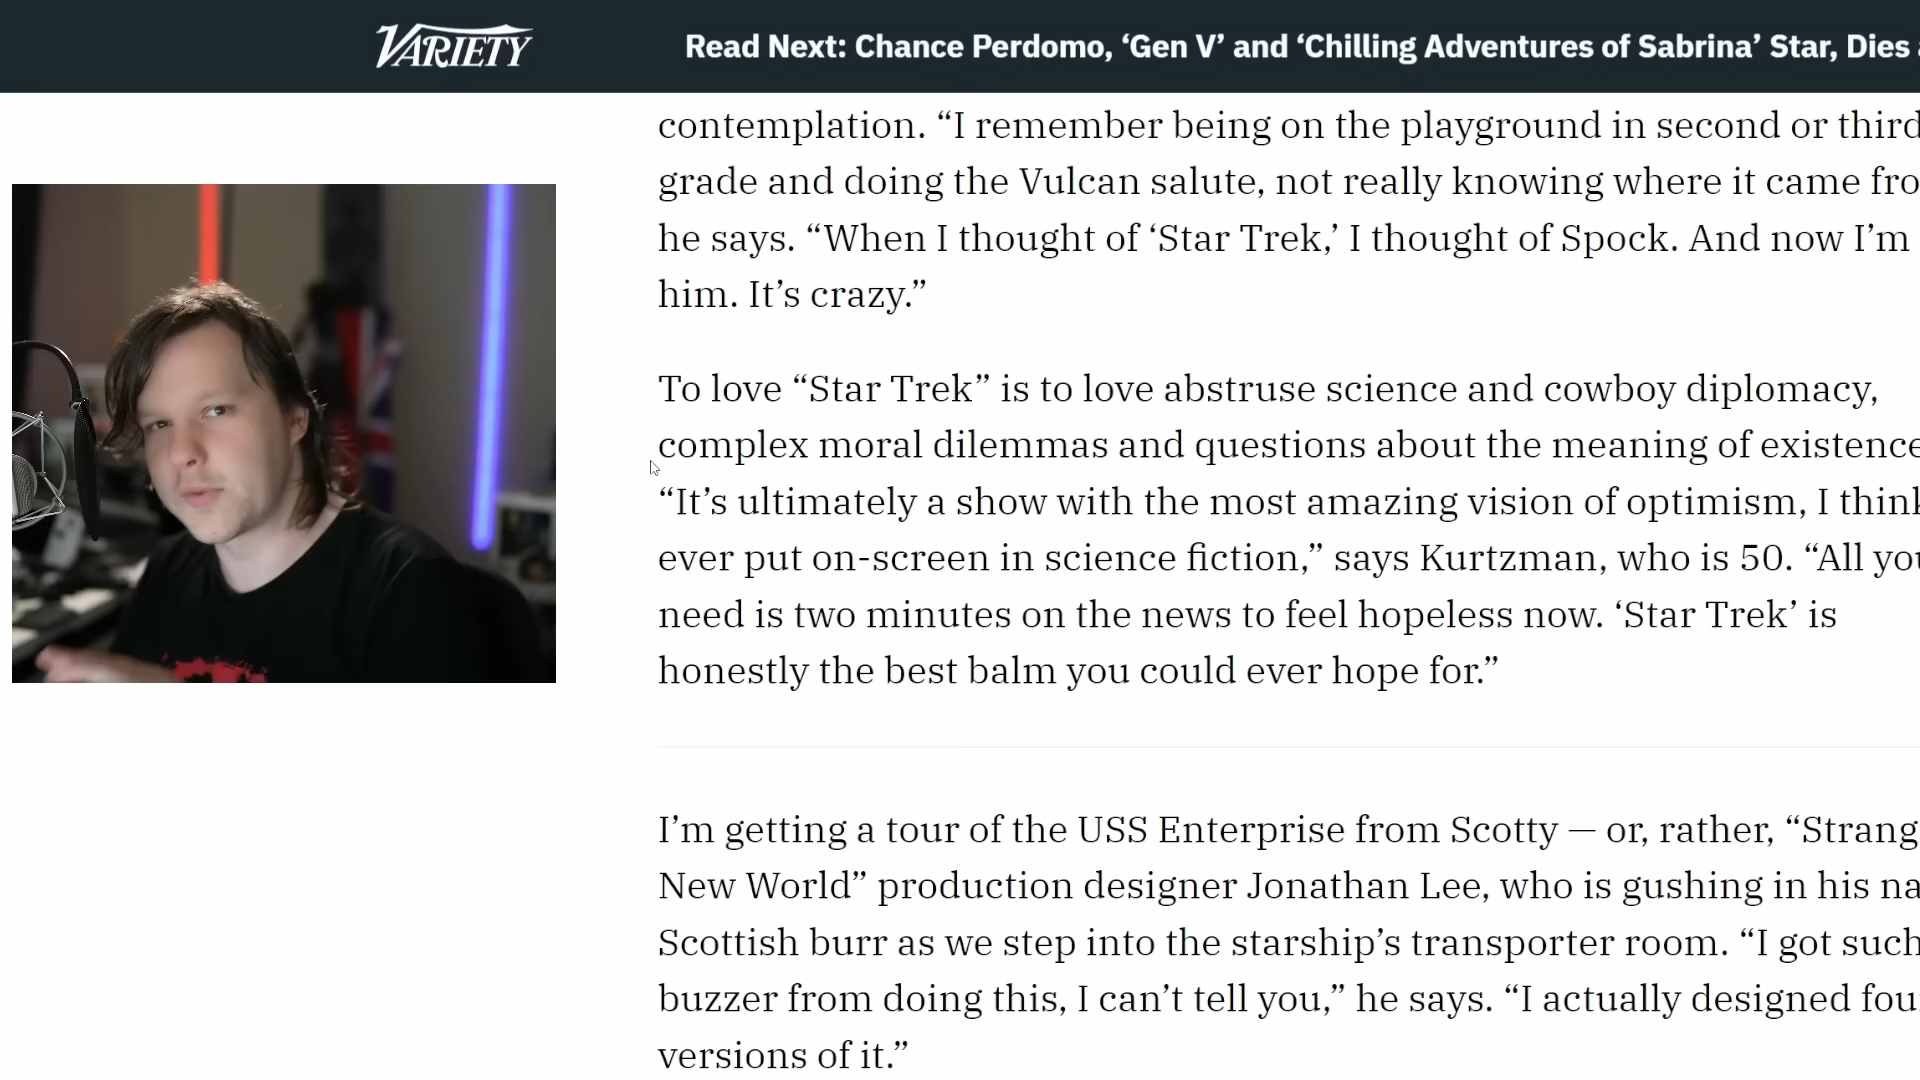 VARIETY
Read Next: Chance Perdomo, ‘Gen V’ and ‘Chilling Adventures of Sabrina’ Star, Dies
contemplation. “I remember being on the playground in second or third
grade and doing the Vulcan salute, not really knowing where it came fro
he says. “When I thought of ‘Star Trek,’ I thought of Spock. And now I’m
him. It’s crazy.”
To love “Star Trek” is to love abstruse science and cowboy diplomacy,
complex moral dilemmas and questions about the meaning of existence
“It’s ultimately a show with the most amazing vision of optimism, I think
ever put on-screen in science fiction,” says Kurtzman, who is 50. “All you
need is two minutes on the news to feel hopeless now. ‘Star Trek’ is
honestly the best balm you could ever hope for.”
I’m getting a tour of the USS Enterprise from Scotty — or, rather, “Strang
New World” production designer Jonathan Lee, who is gushing in his na
Scottish burr as we step into the starship’s transporter room. “I got such
buzzer from doing this, I can’t tell you,” he says. “I actually designed fou
versions of it.”